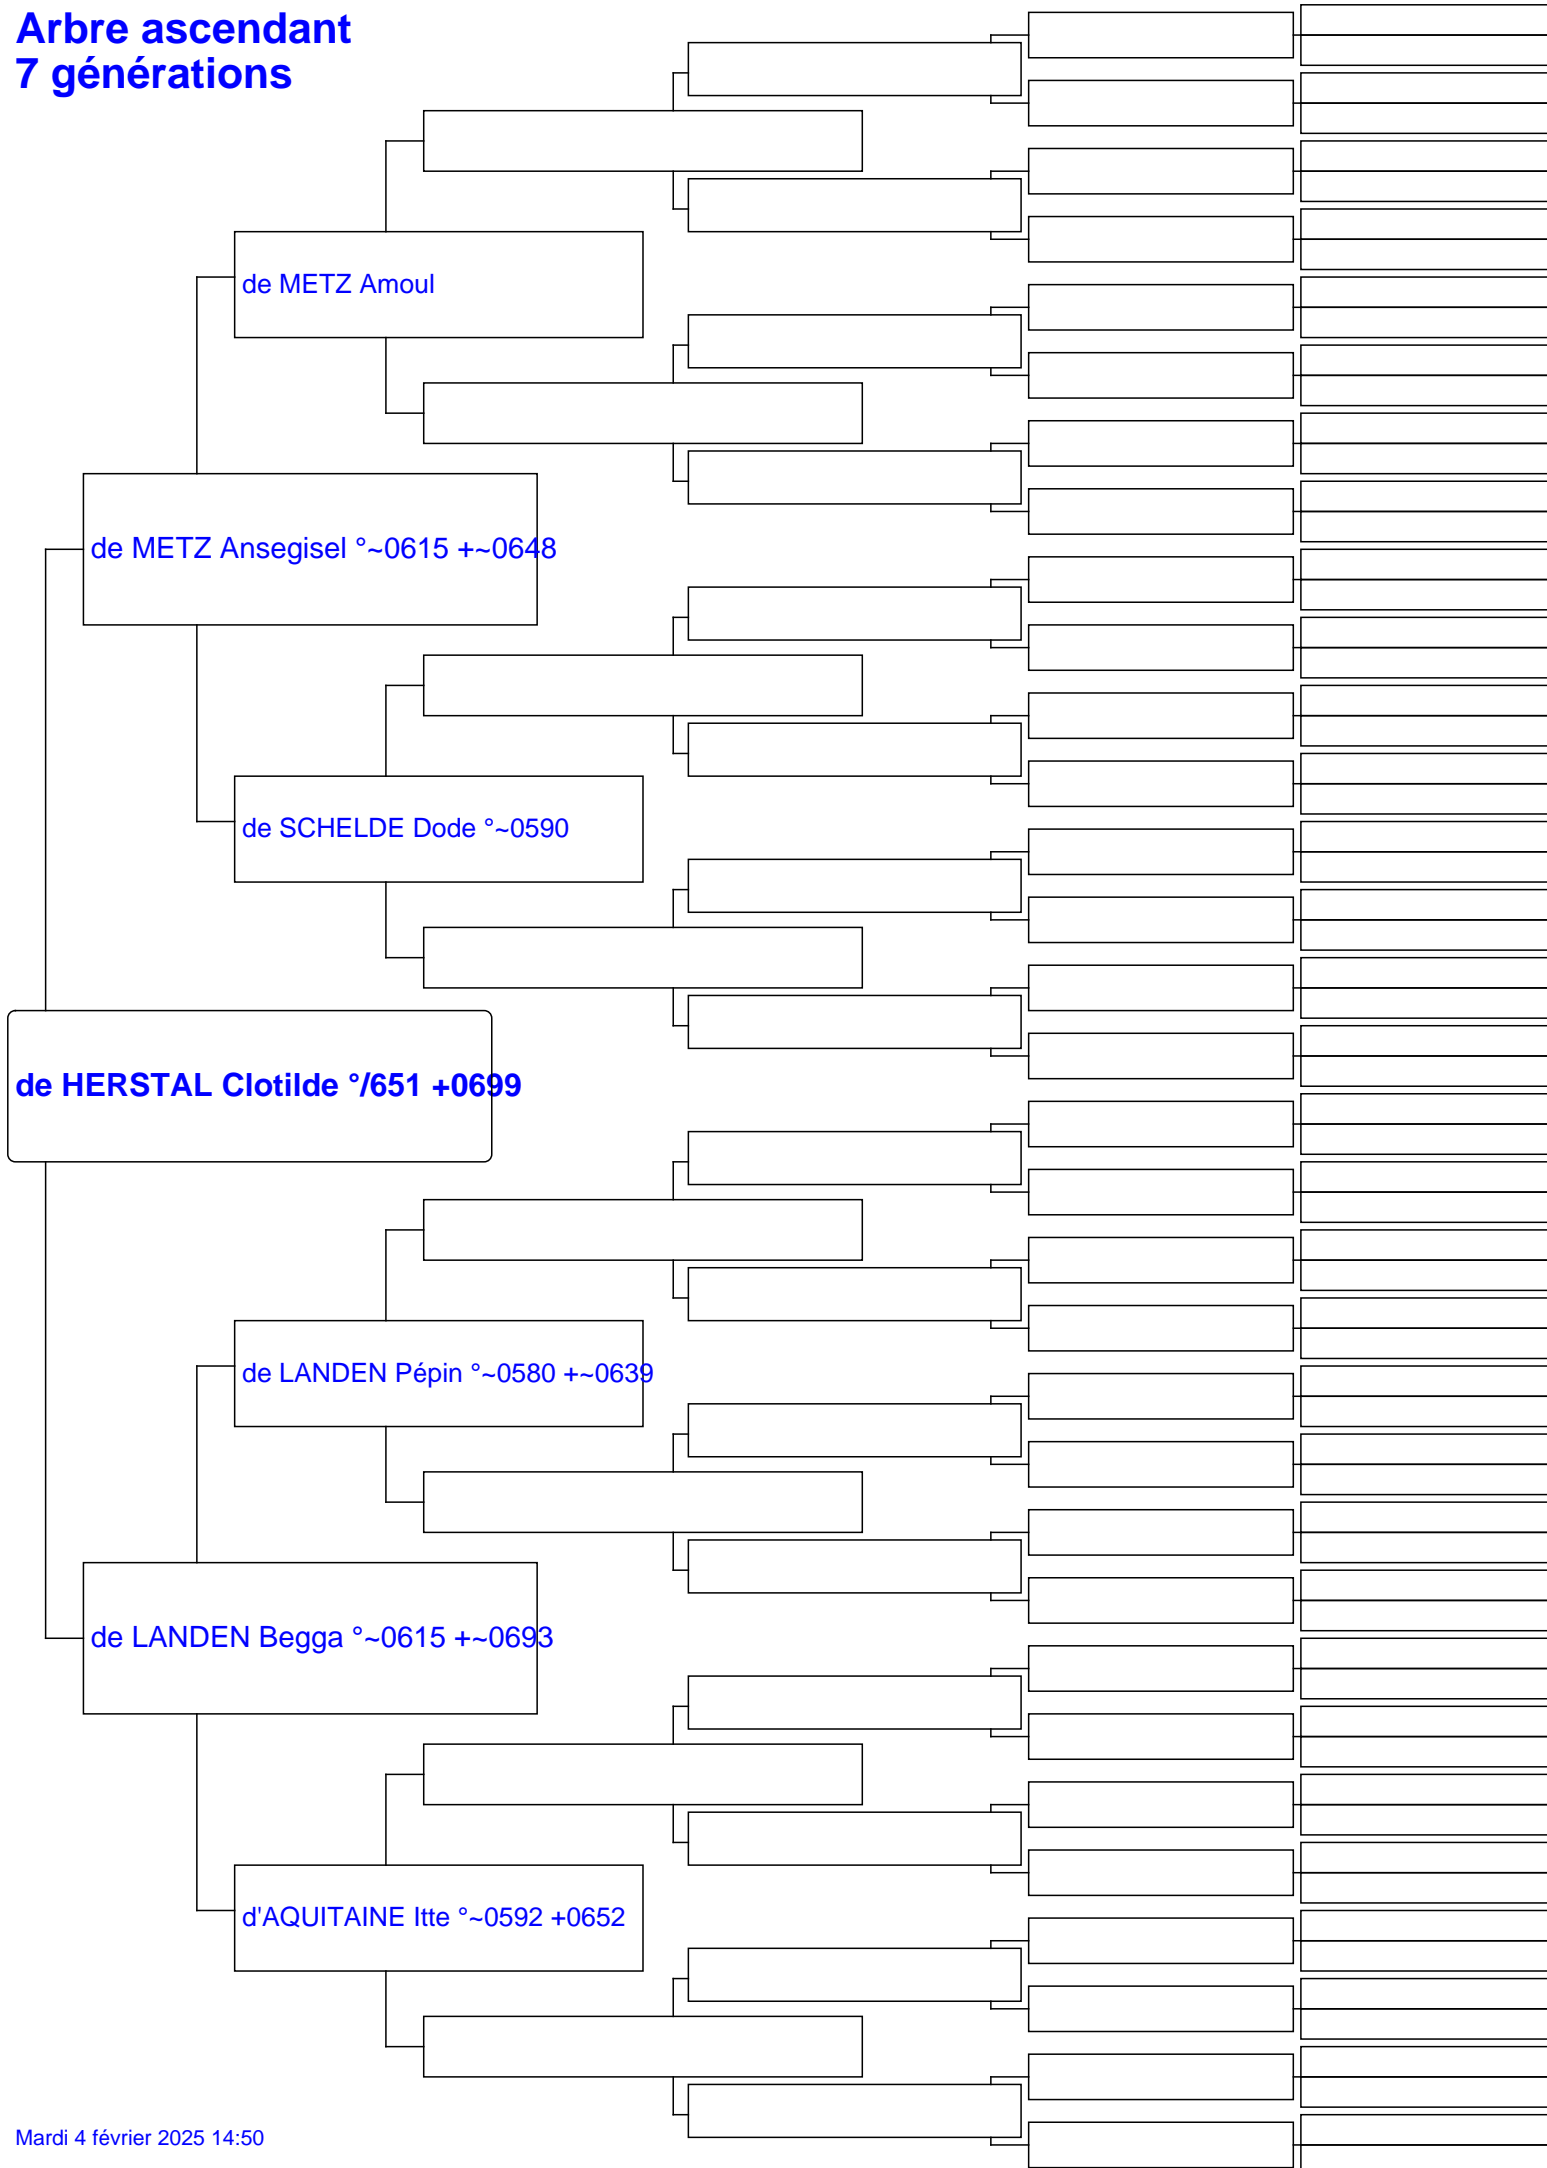 Arbre ascendant
7 générations
de METZ Amoul
de METZ Ansegisel °~0615 +~0648
de SCHELDE Dode °~0590
de HERSTAL Clotilde °/651 +0699
de LANDEN Pépin °~0580 +~0639
de LANDEN Begga °~0615 +~0693
d'AQUITAINE Itte °~0592 +0652
Mardi 4 février 2025 14:50